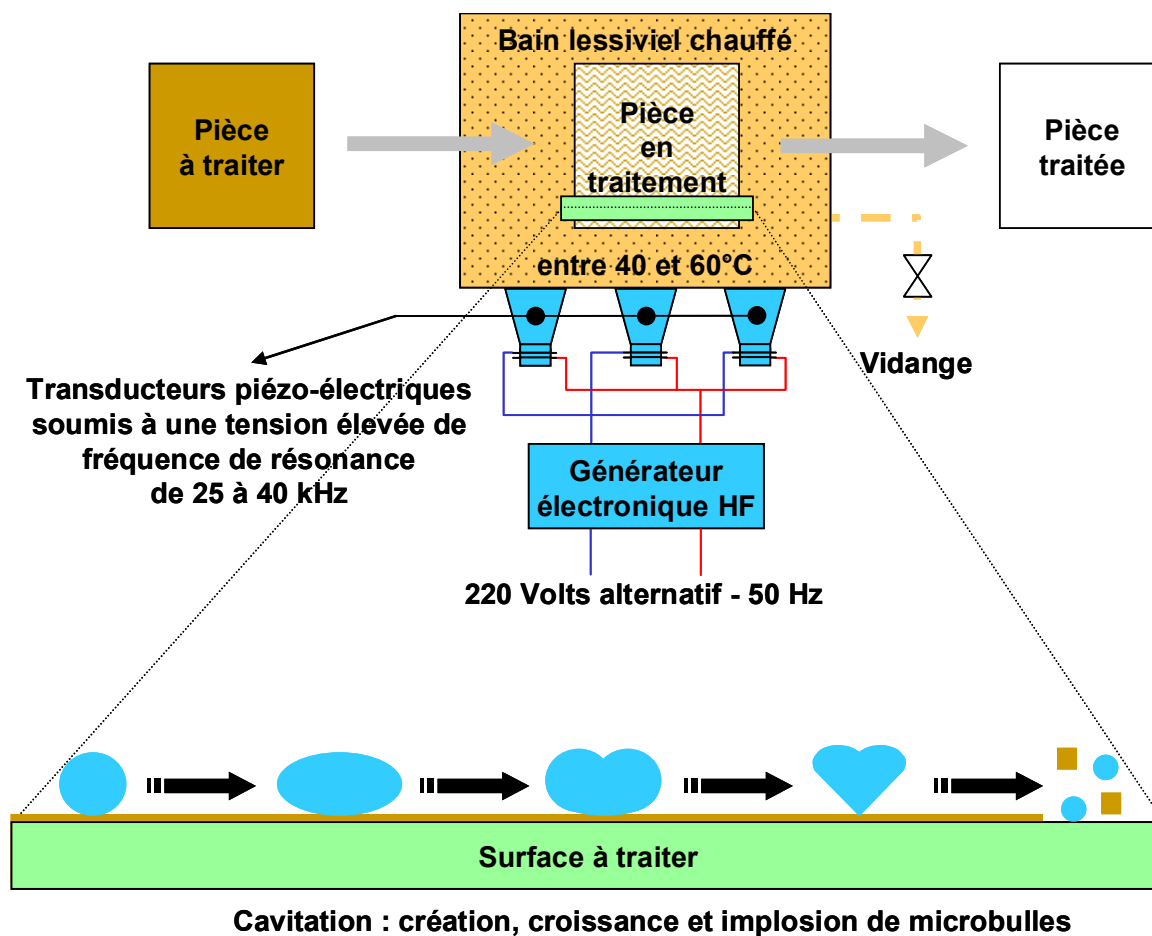 Bain lessiviel chauffé
Pièce
à traiter
Pièce
en
traitement
Pièce
traitée
entre 40 et 60°C
Vidange
Transducteurs piézo-électriques
soumis à une tension élevée de
fréquence de résonance
de 25 à 40 kHz
Générateur
électronique HF
220 Volts alternatif - 50 Hz
Surface à traiter
Cavitation : création, croissance et implosion de microbulles